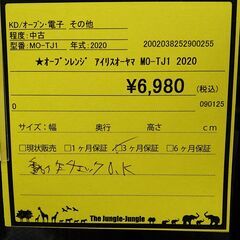 KD/オーブン・電子 その他
程度: 中古
型番: MO-TJ1 年式: 2020 2002038252900255
★オーブンレンジ アイリスオーヤマ MO-TJ1 2020
¥6,980 (税込)
0 090125
サイズ: 幅 奥行 高さ cm
□現状販売 □1ヶ月保証 □3ヶ月保証 □6ヶ月保証
動作チェックO.K
The Jungle-Jungle